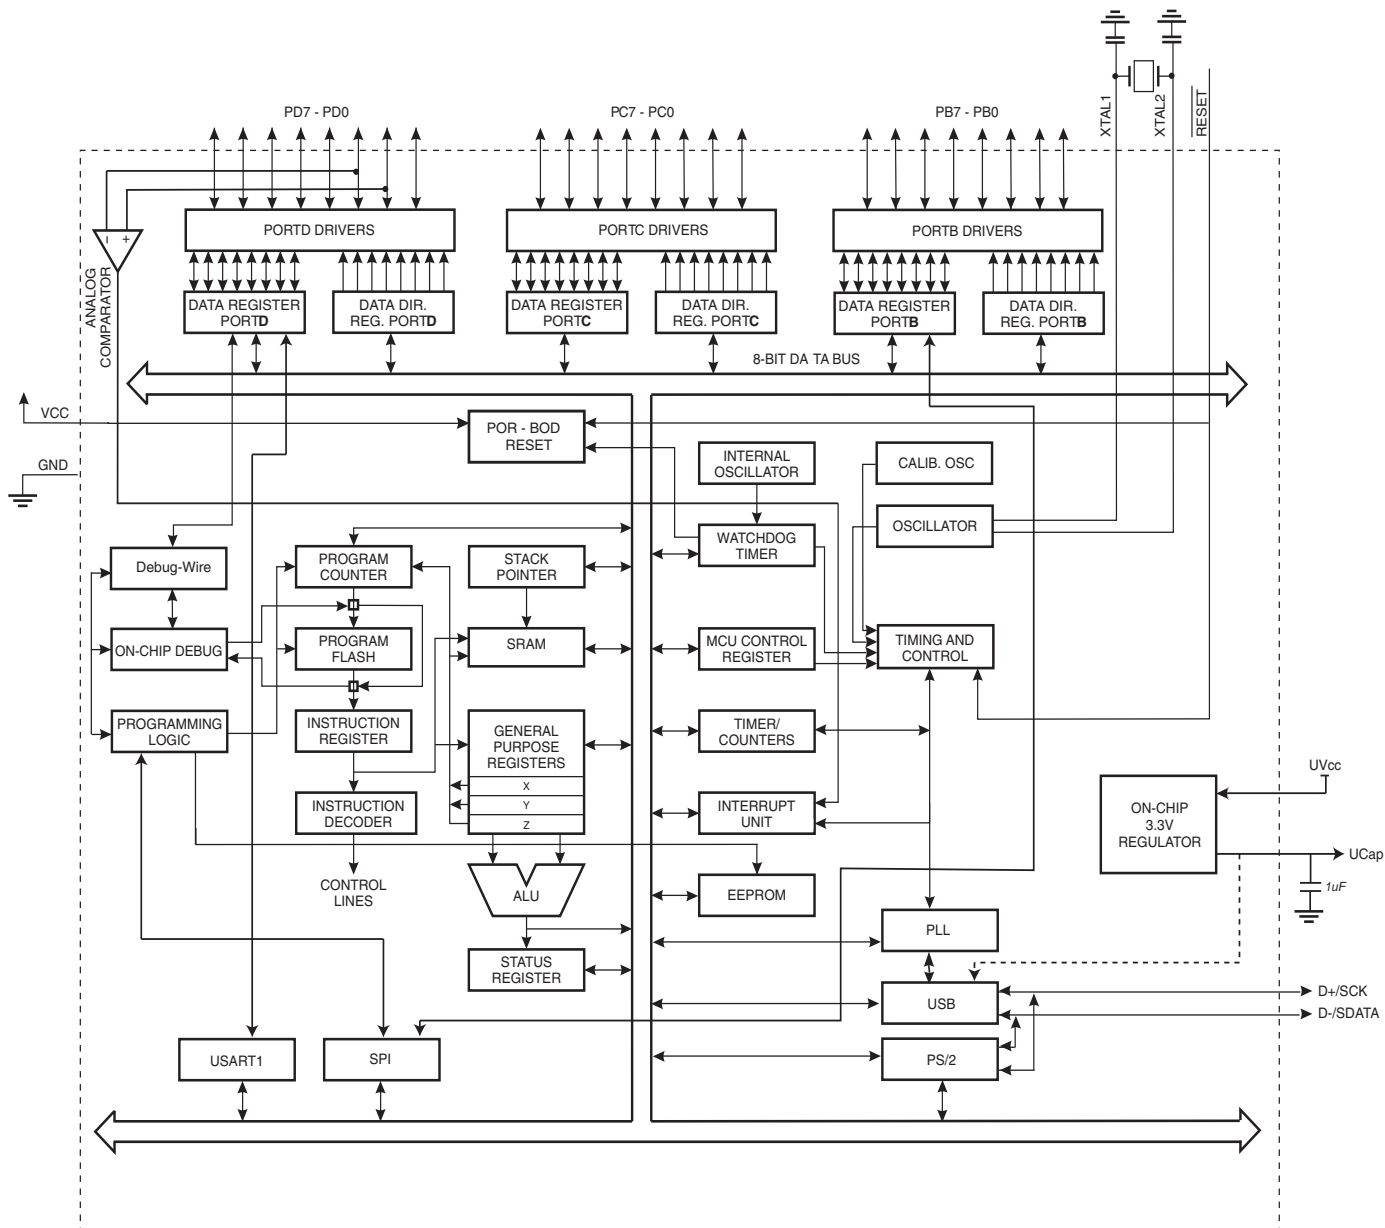 XTAL1
XTAL2
RESET
PD7 - PD0
PC7 - PC0
PB7 - PB0
PORTD DRIVERS
PORTC DRIVERS
PORTB DRIVERS
- +
ANALOG
COMPARATOR
DATA REGISTER
PORTD
DATA DIR.
REG. PORTD
DATA REGISTER
PORTC
DATA DIR.
REG. PORTC
DATA REGISTER
PORTB
DATA DIR.
REG. PORTB
8-BIT DA TA BUS
VCC
GND
POR - BOD
RESET
INTERNAL
OSCILLATOR
CALIB. OSC
WATCHDOG
TIMER
OSCILLATOR
Debug-Wire
PROGRAM
COUNTER
STACK
POINTER
ON-CHIP DEBUG
PROGRAM
FLASH
SRAM
MCU CONTROL
REGISTER
TIMING AND
CONTROL
PROGRAMMING
LOGIC
INSTRUCTION
REGISTER
GENERAL
PURPOSE
REGISTERS
X
Y
Z
TIMER/
COUNTERS
INSTRUCTION
DECODER
INTERRUPT
UNIT
UVcc
ON-CHIP
3.3V
REGULATOR
UCap
1uF
CONTROL
LINES
ALU
EEPROM
PLL
STATUS
REGISTER
USB
D+/SCK
D-/SDATA
USART1
SPI
PS/2